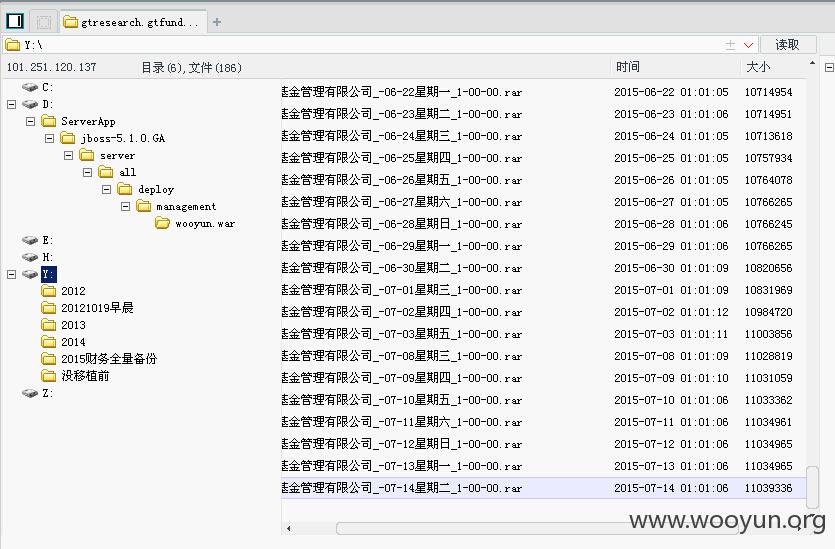 gtresearch.gtfund...
Y:\
读取
101.251.120.137 目录(6),文件(186) 时间 大小
C:
D:
ServerApp
jboss-5.1.0.GA
server
all
deploy
management
wooyun.war
E:
H:
Y:
2012
20121019早晨
2013
2014
2015财务全量备份
没移植前
Z:
基金管理有限公司_-06-22星期一_1-00-00.rar 2015-06-22 01:01:05 10714954
基金管理有限公司_-06-23星期二_1-00-00.rar 2015-06-23 01:01:06 10714951
基金管理有限公司_-06-24星期三_1-00-00.rar 2015-06-24 01:01:05 10713618
基金管理有限公司_-06-25星期四_1-00-00.rar 2015-06-25 01:01:05 10757934
基金管理有限公司_-06-26星期五_1-00-00.rar 2015-06-26 01:01:05 10764078
基金管理有限公司_-06-27星期六_1-00-00.rar 2015-06-27 01:01:07 10766265
基金管理有限公司_-06-28星期日_1-00-00.rar 2015-06-28 01:01:06 10766245
基金管理有限公司_-06-29星期一_1-00-00.rar 2015-06-29 01:01:06 10766265
基金管理有限公司_-06-30星期二_1-00-00.rar 2015-06-30 01:01:09 10820656
基金管理有限公司_-07-01星期三_1-00-00.rar 2015-07-01 01:01:09 10831969
基金管理有限公司_-07-02星期四_1-00-00.rar 2015-07-02 01:01:12 10984720
基金管理有限公司_-07-03星期五_1-00-00.rar 2015-07-03 01:01:11 11003856
基金管理有限公司_-07-08星期三_1-00-00.rar 2015-07-08 01:01:09 11028819
基金管理有限公司_-07-09星期四_1-00-00.rar 2015-07-09 01:01:10 11031059
基金管理有限公司_-07-10星期五_1-00-00.rar 2015-07-10 01:01:06 11033362
基金管理有限公司_-07-11星期六_1-00-00.rar 2015-07-11 01:01:06 11034961
基金管理有限公司_-07-12星期日_1-00-00.rar 2015-07-12 01:01:06 11034965
基金管理有限公司_-07-13星期一_1-00-00.rar 2015-07-13 01:01:06 11034965
基金管理有限公司_-07-14星期二_1-00-00.rar 2015-07-14 01:01:06 11039336
www.wooyun.org